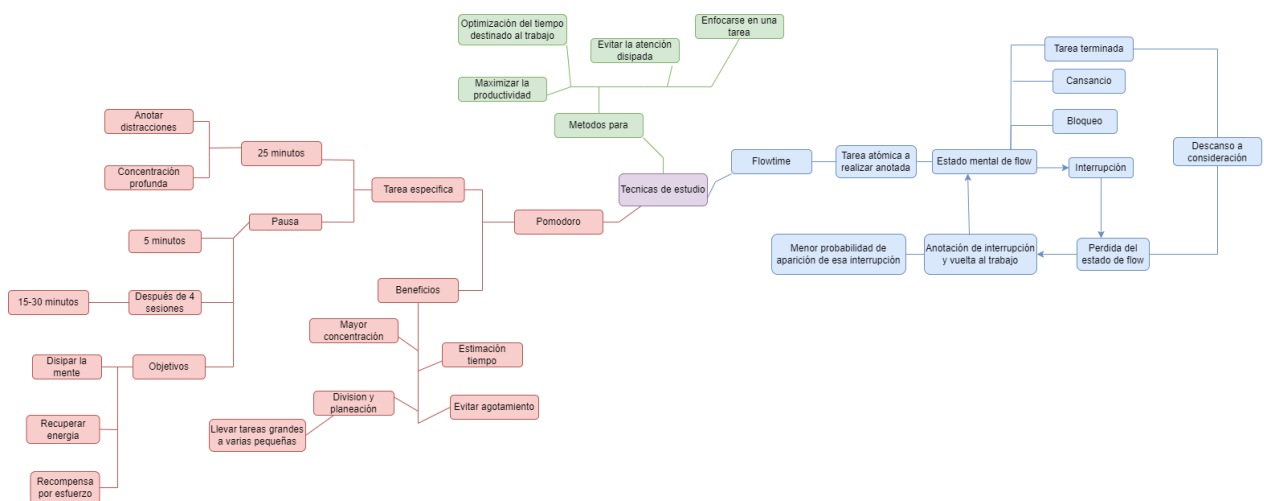 Optimización del tiempo
destinado al trabajo
Evitar la atención
disipada
Enfocarse en una
tarea
Maximizar la
productividad
Metodos para
Tecnicas de estudio
Flowtime
Tarea atómica a
realizar anotada
Estado mental de flow
Tarea terminada
Cansancio
Bloqueo
Interrupción
Descanso a
consideración
Perdida del
estado de flow
Anotación de interrupción
y vuelta al trabajo
Menor probabilidad de
aparición de esa interrupción
Pomodoro
Tarea especifica
25 minutos
Anotar
distracciones
Concentración
profunda
Pausa
5 minutos
Después de 4
sesiones
15-30 minutos
Objetivos
Disipar la
mente
Recuperar
energia
Recompensa
por esfuerzo
Beneficios
Mayor
concentración
Estimación
tiempo
Division y
planeación
Evitar agotamiento
Llevar tareas grandes
a varias pequeñas